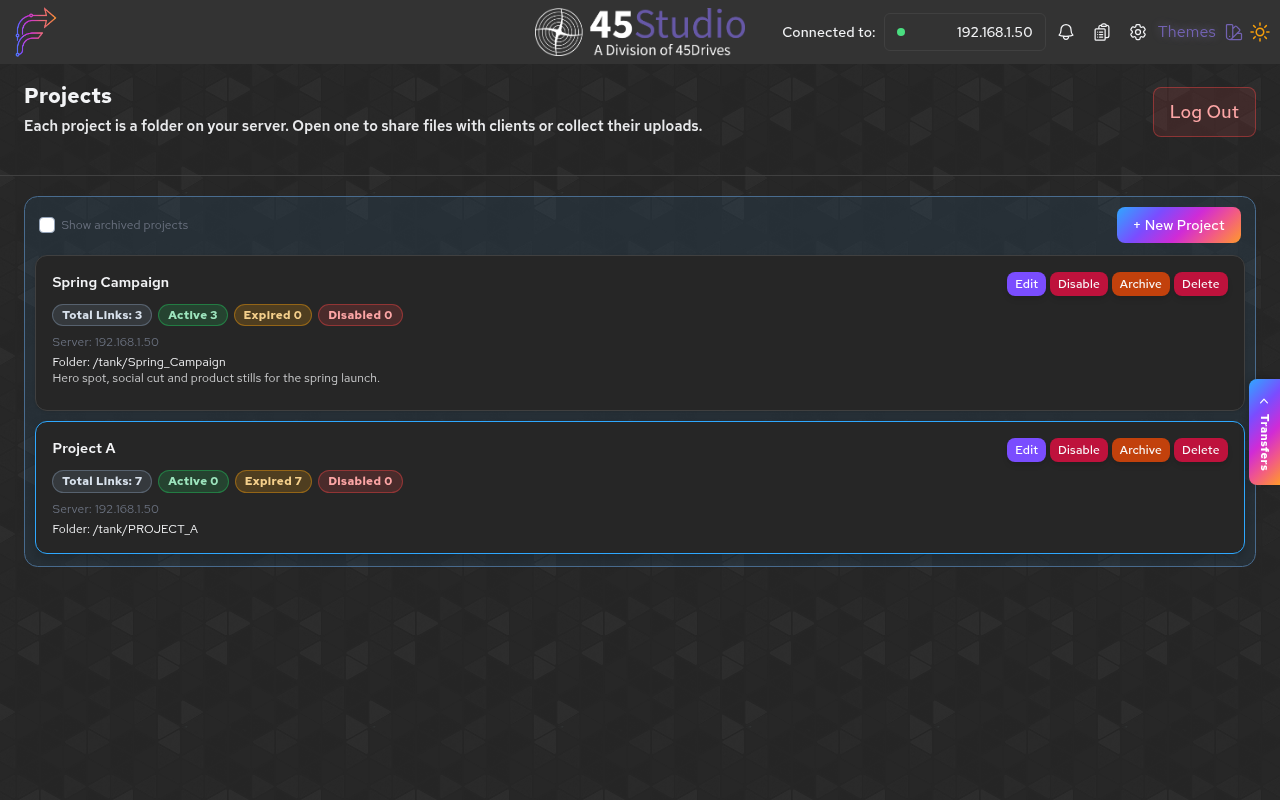 45Studio
A Division of 45Drives
Connected to:
192.168.1.50
Themes
Projects
Each project is a folder on your server. Open one to share files with clients or collect their uploads.
Log Out
Show archived projects
+ New Project
Spring Campaign
Edit
Disable
Archive
Delete
Total Links: 3
Active 3
Expired 0
Disabled 0
Server: 192.168.1.50
Folder: /tank/Spring_Campaign
Hero spot, social cut and product stills for the spring launch.
Transfers
Project A
Edit
Disable
Archive
Delete
Total Links: 7
Active 0
Expired 7
Disabled 0
Server: 192.168.1.50
Folder: /tank/PROJECT_A